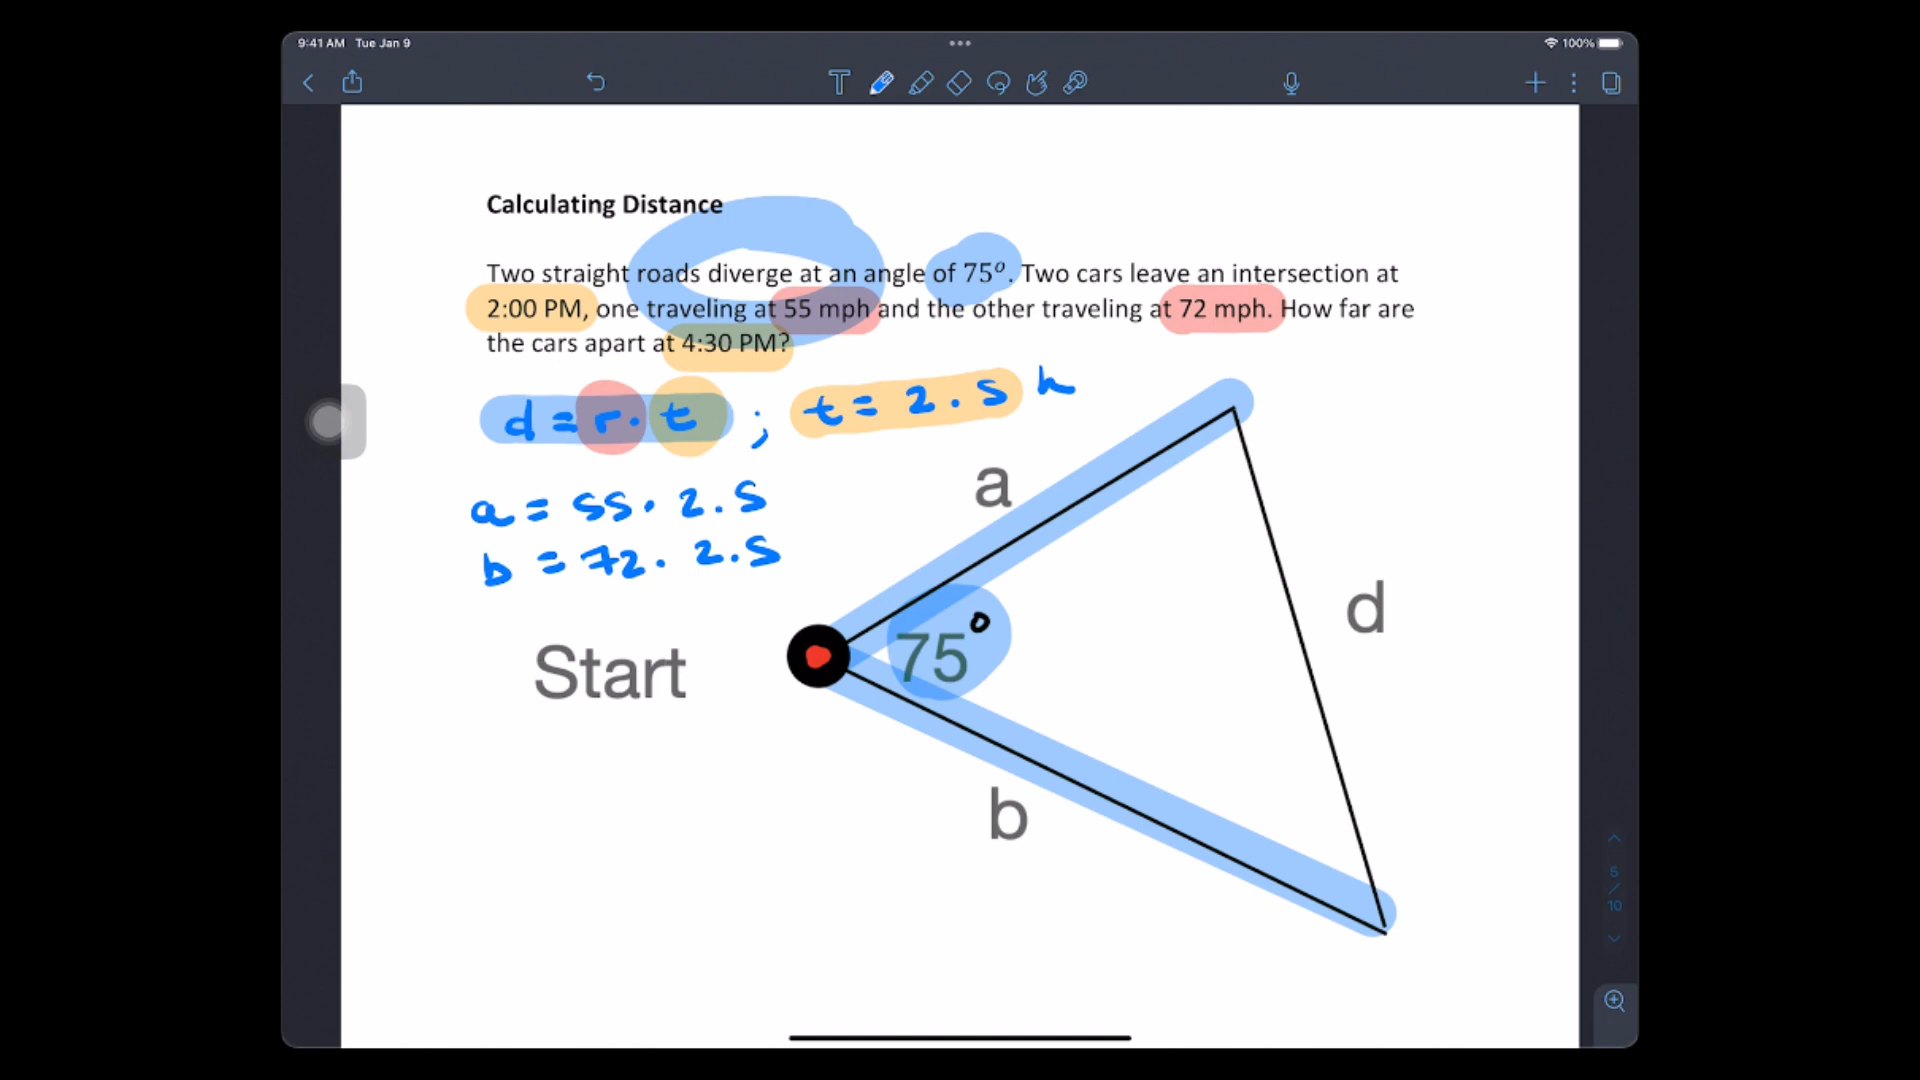 9:41 AM Tue Jan 9
100%
Calculating Distance
Two straight roads diverge at an angle of 75°. Two cars leave an intersection at
2:00 PM, one traveling at 55 mph and the other traveling at 72 mph. How far are
the cars apart at 4:30 PM?
d = r · t ; t = 2.5 h
a = 55 · 2.5
b = 72 · 2.5
a
d
75°
Start
b
5
/
10